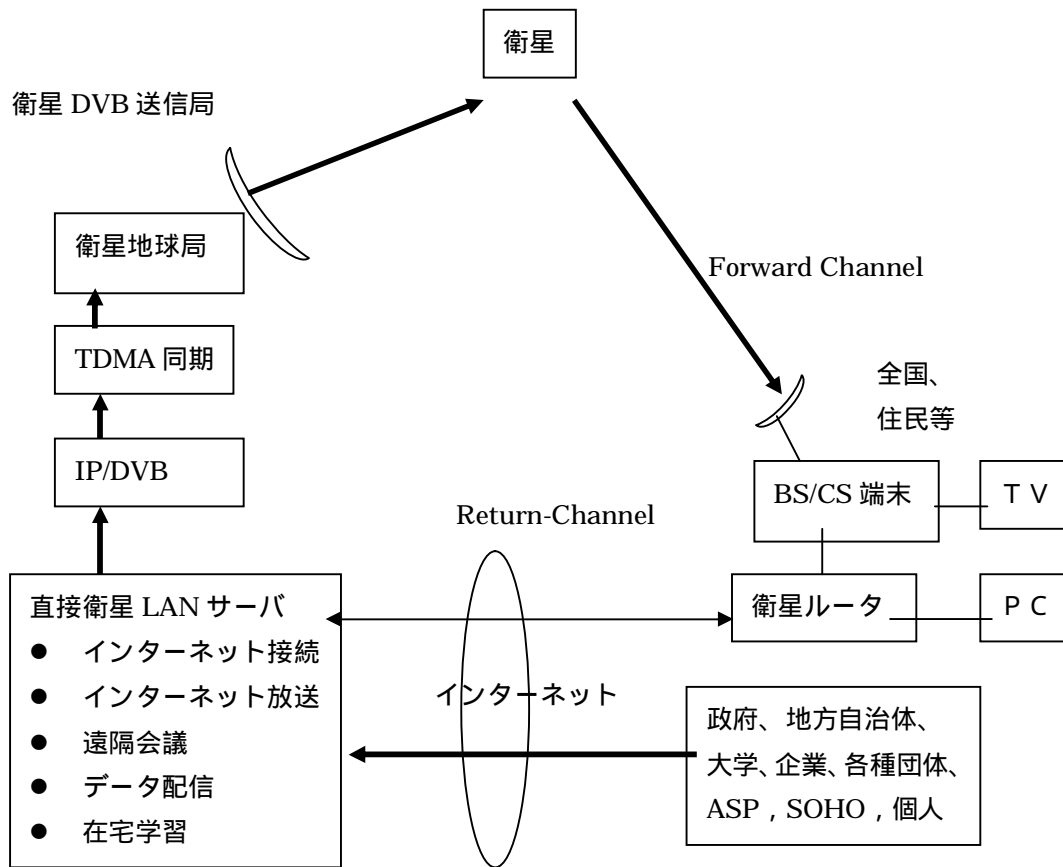 衛星
衛星 DVB 送信局
衛星地球局
Forward Channel
TDMA 同期
全国、
住民等
IP/DVB
BS/CS 端末
ＴＶ
Return-Channel
直接衛星 LAN サーバ
● インターネット接続
● インターネット放送
● 遠隔会議
● データ配信
● 在宅学習
衛星ルータ
ＰＣ
インターネット
政府、地方自治体、
大学、企業、各種団体、
ASP , SOHO , 個人